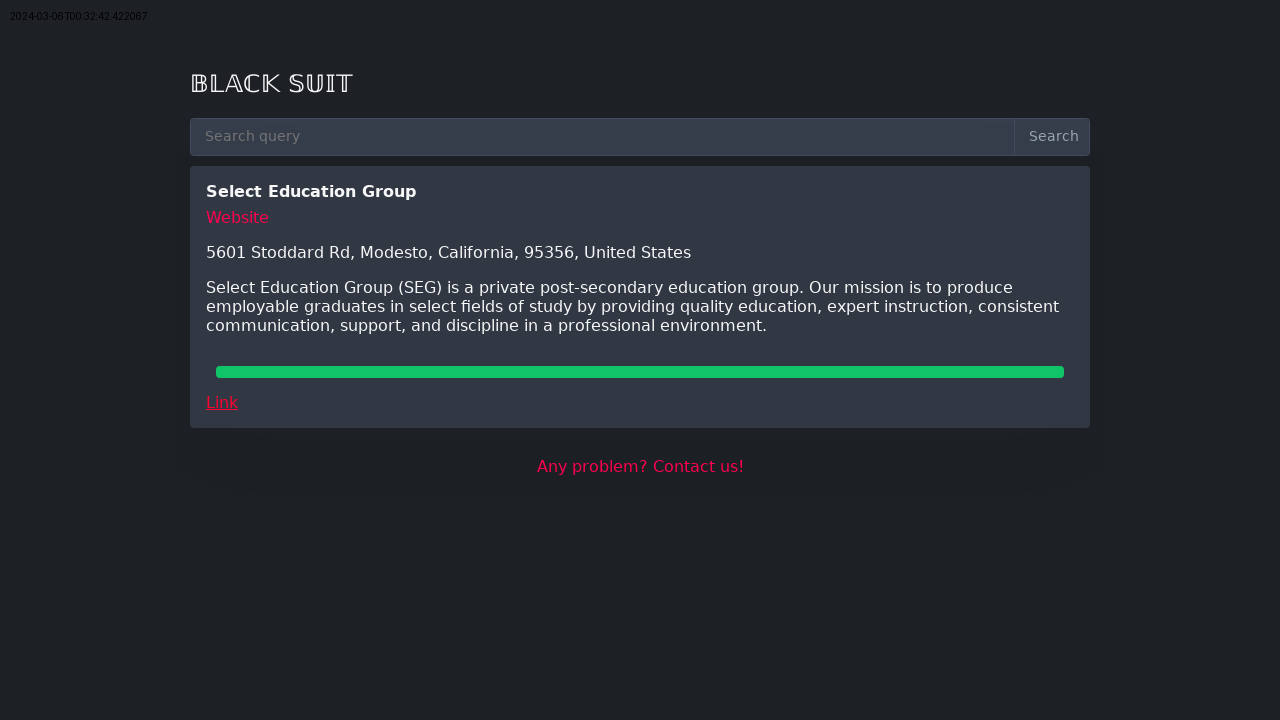 2024-03-06T00:32:42.422067
𝔹𝕃𝔸ℂ𝕂 𝕊𝕌𝕀𝕋
Search query
Search
Select Education Group
Website
5601 Stoddard Rd, Modesto, California, 95356, United States
Select Education Group (SEG) is a private post-secondary education group. Our mission is to produce
employable graduates in select fields of study by providing quality education, expert instruction, consistent
communication, support, and discipline in a professional environment.
Link
Any problem? Contact us!